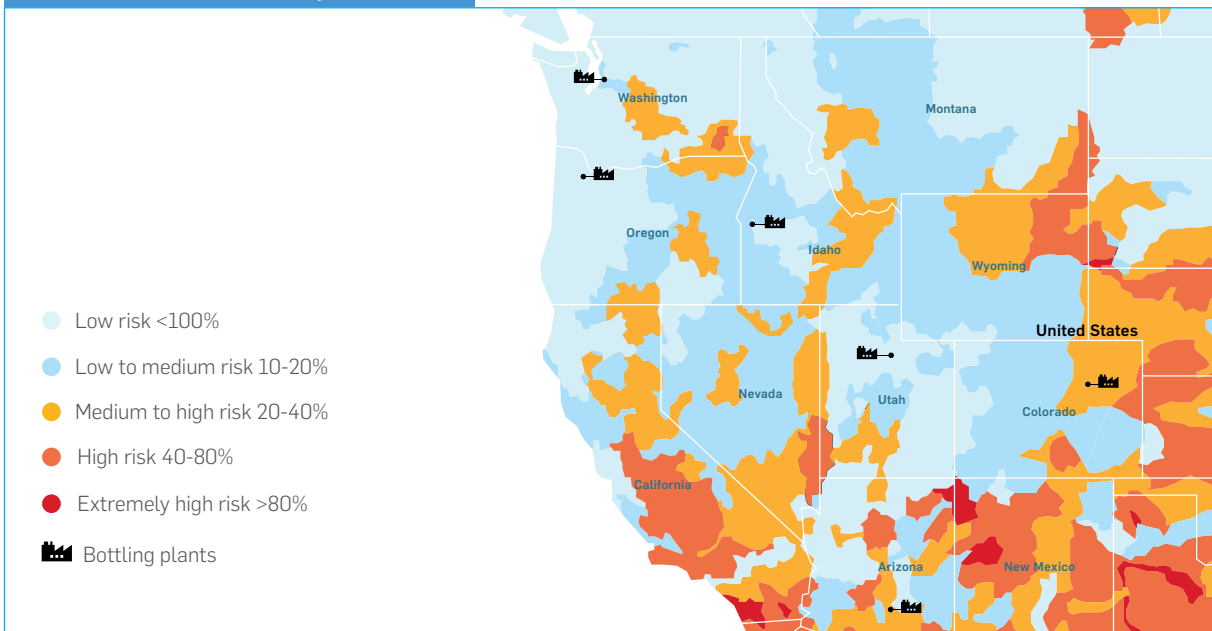 Washington
Montana
Oregon
Idaho
Wyoming
Low risk <100%
United States
Low to medium risk 10-20%
Nevada
Utah
Colorado
Medium to high risk 20-40%
High risk 40-80%
California
Extremely high risk >80%
Bottling plants
Arizona
New Mexico